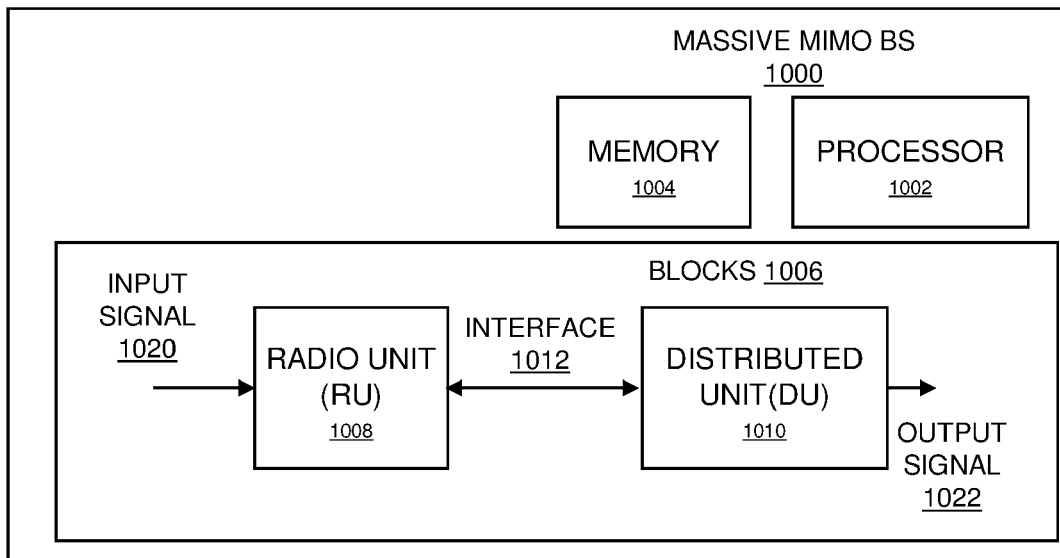 MASSIVE MIMO BS
1000
MEMORY
1004
PROCESSOR
1002
BLOCKS 1006
INPUT
SIGNAL
1020
RADIO UNIT
(RU)
1008
INTERFACE
1012
DISTRIBUTED
UNIT(DU)
1010
OUTPUT
SIGNAL
1022